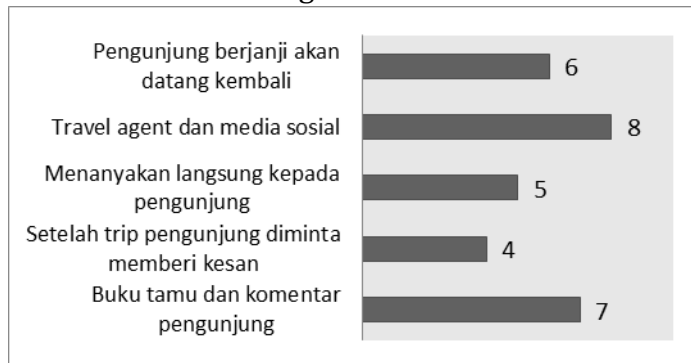 Pengunjung berjanji akan
datang kembali
6
Travel agent dan media sosial
8
Menanyakan langsung kepada
pengunjung
5
Setelah trip pengunjung diminta
memberi kesan
4
Buku tamu dan komentar
pengunjung
7